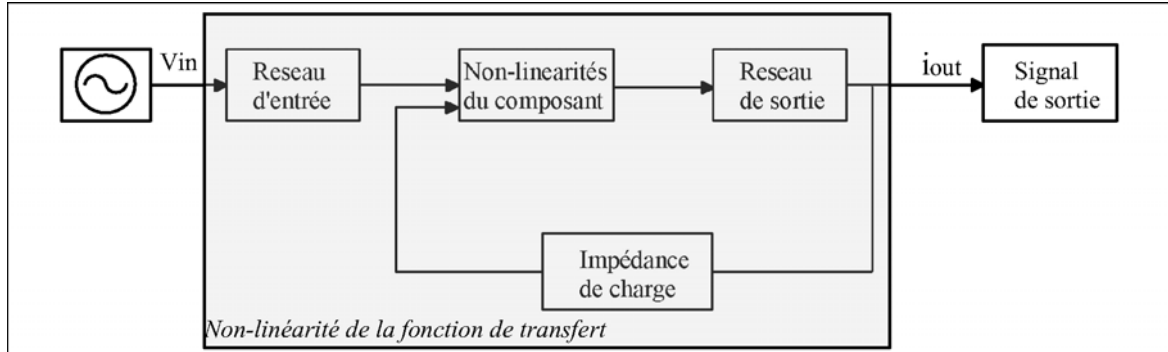 Vin
Reseau
d'entrée
Non-linearités
du composant
Reseau
de sortie
iout
Signal
de sortie
Impédance
de charge
Non-linéarité de la fonction de transfert